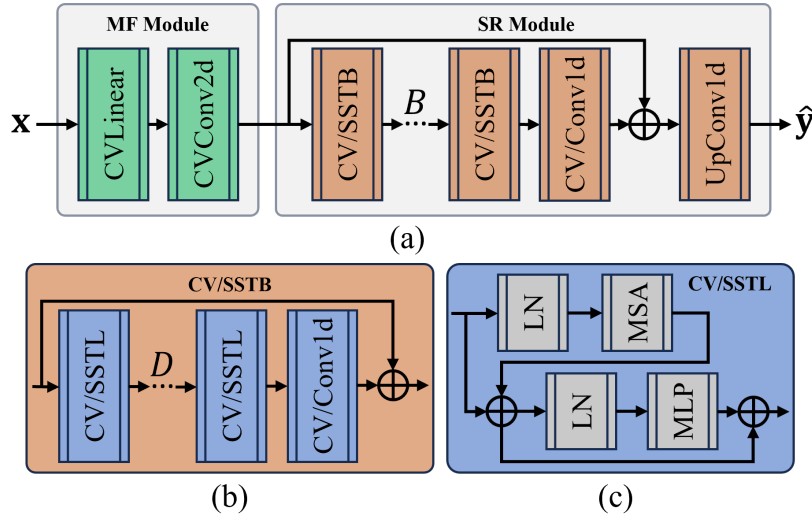 MF Module
SR Module
x
CVLinear
CVConv2d
CV/SSTB
B
CV/SSTB
CV/Conv1d
UpConv1d
ŷ
(a)
CV/SSTB
CV/SSTL
D
CV/SSTL
CV/Conv1d
(b)
CV/SSTL
LN
MSA
LN
MLP
(c)